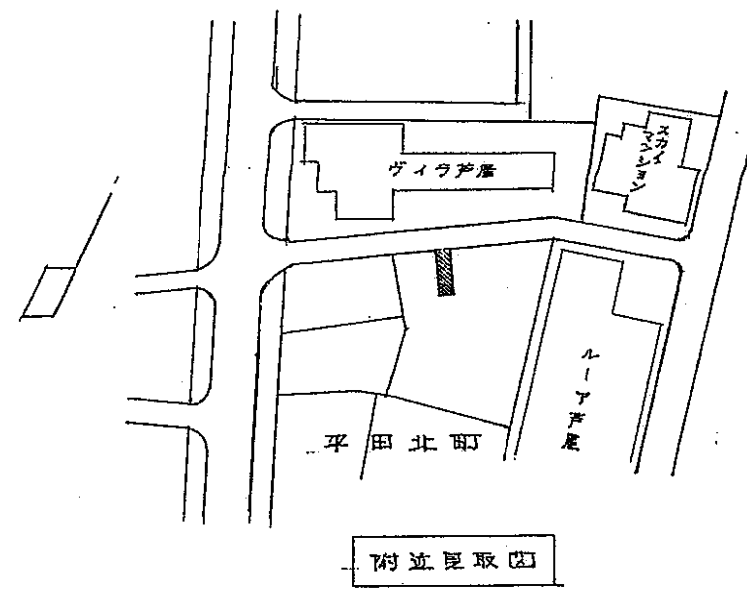 スカイ
マンション
ヴィラ芦屋
ルーア芦屋
平田北町
附近見取図